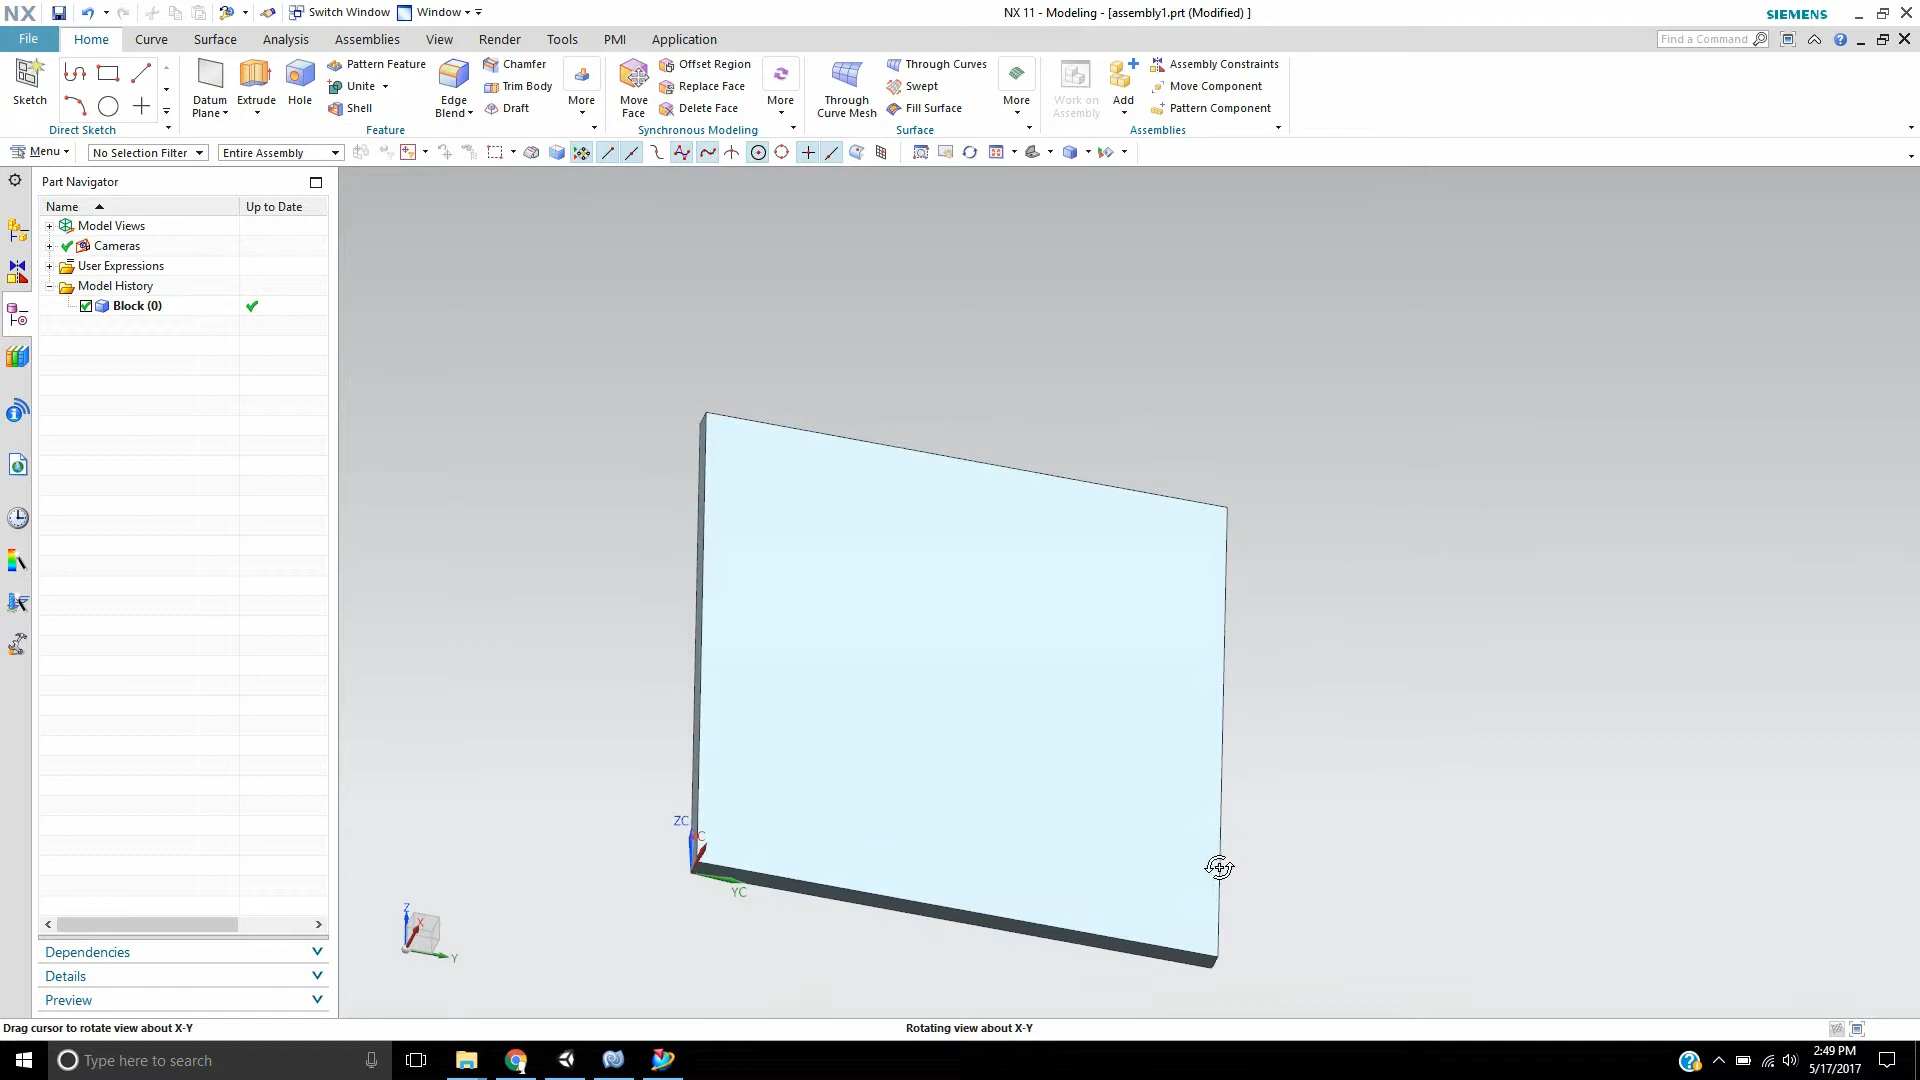 NX Switch Window Window NX 11 - Modeling - [assembly1.prt (Modified) ] SIEMENS
File Home Curve Surface Analysis Assemblies View Render Tools PMI Application Find a Command
Sketch Datum Plane Extrude Hole Pattern Feature Unite Shell Edge Blend Chamfer Trim Body Draft More
Move Face Offset Region Replace Face Delete Face More
Through Curve Mesh Through Curves Swept Fill Surface More
Work on Assembly Add Assembly Constraints Move Component Pattern Component
Direct Sketch Feature Synchronous Modeling Surface Assemblies
Menu No Selection Filter Entire Assembly
Part Navigator
Name Up to Date
Model Views
Cameras
User Expressions
Model History
Block (0)
ZC
C
YC
Z
X
Y
Dependencies
Details
Preview
Drag cursor to rotate view about X-Y Rotating view about X-Y
Type here to search
2:49 PM
5/17/2017